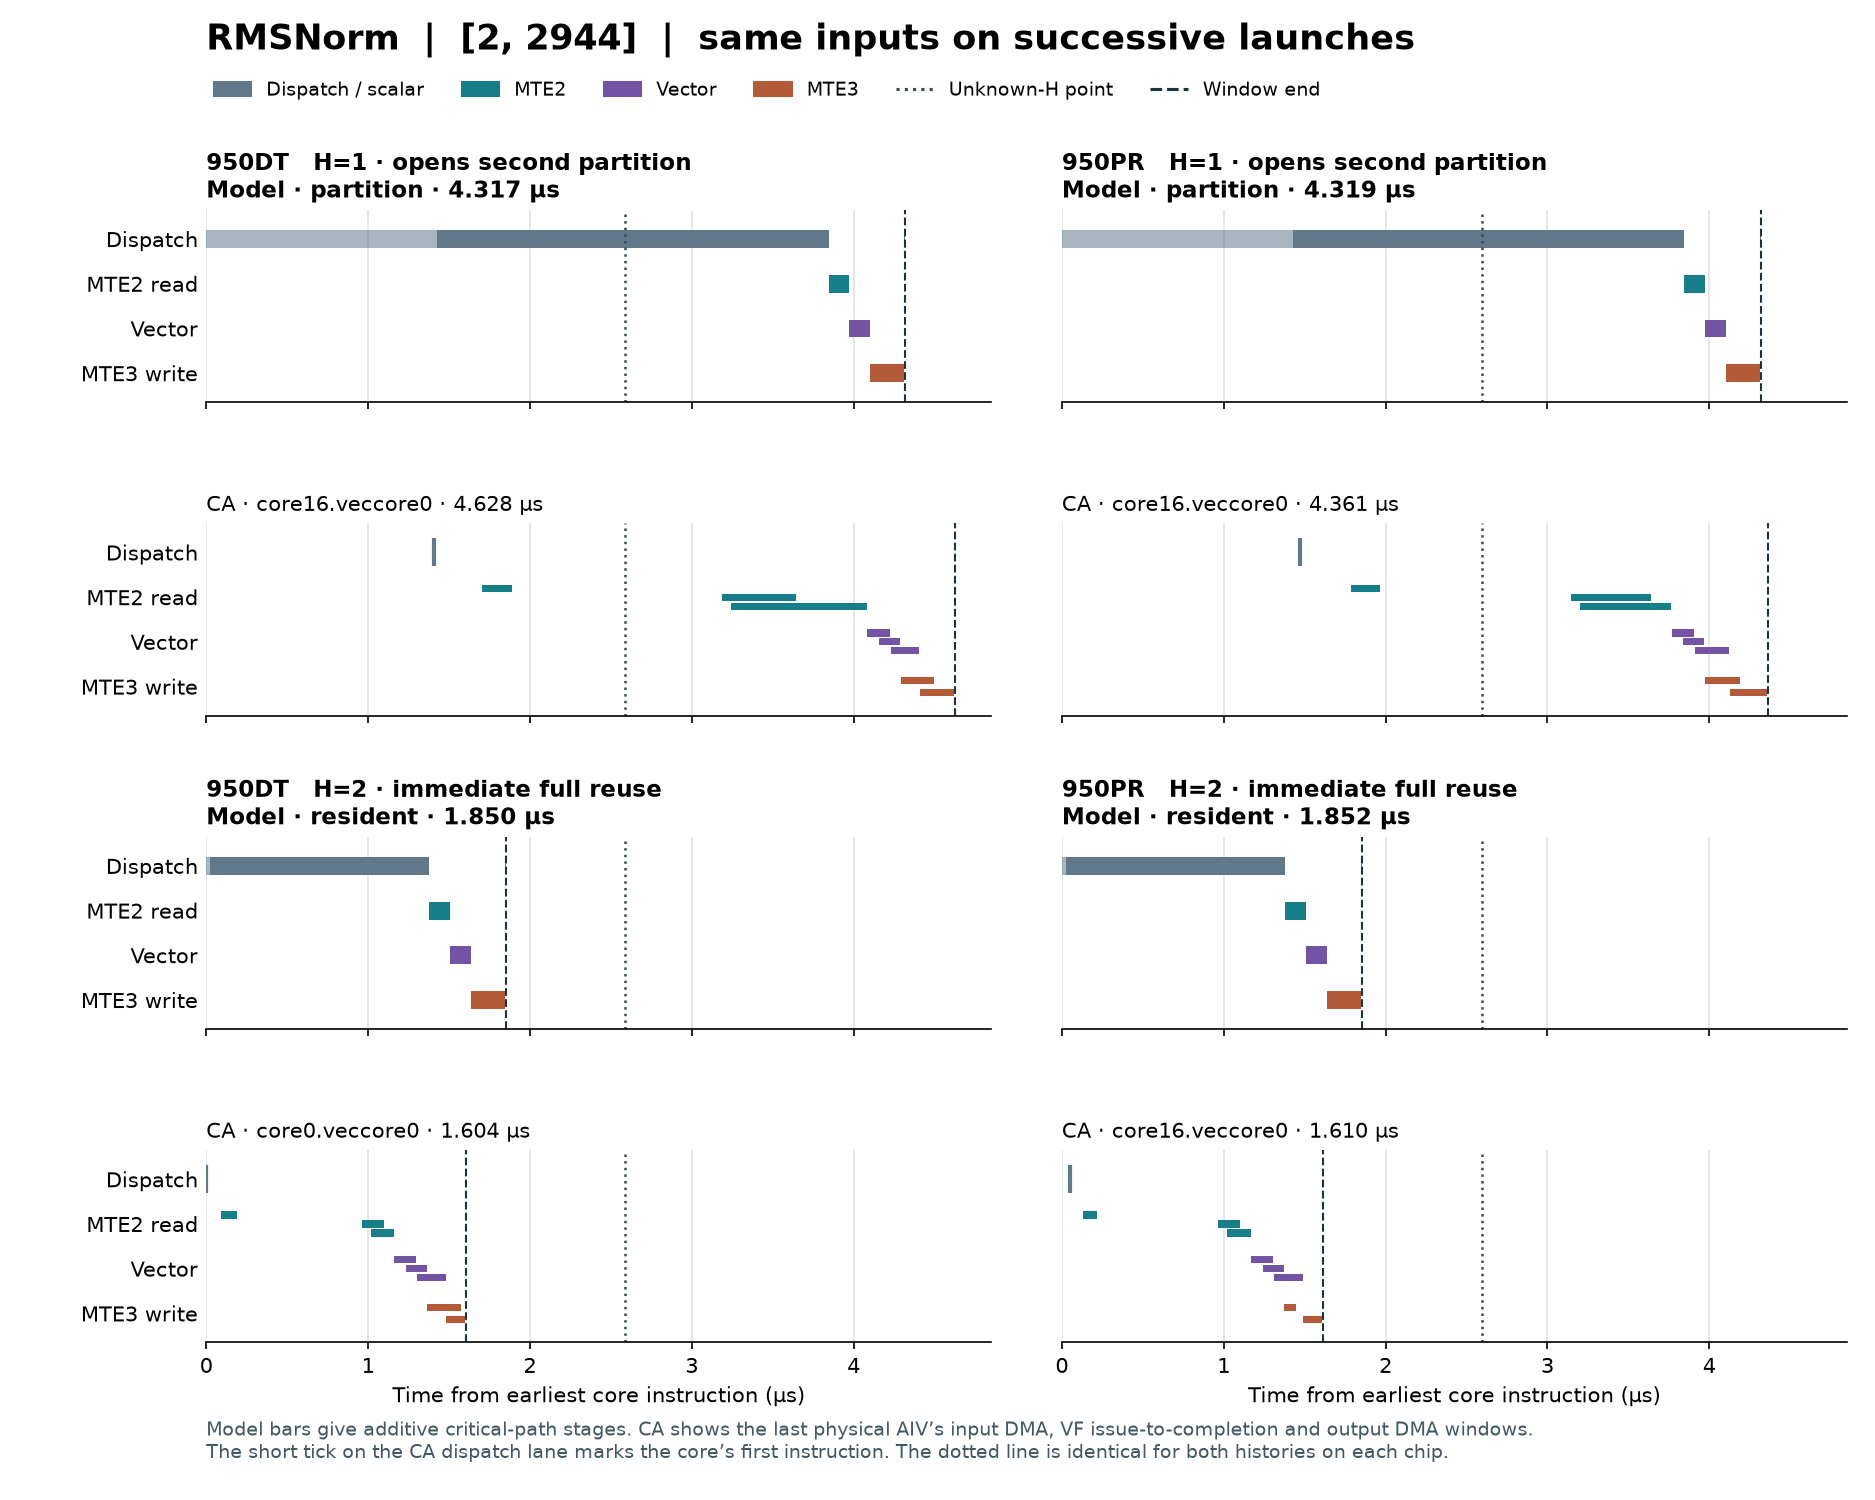 RMSNorm | [2, 2944] | same inputs on successive launches
Dispatch / scalar MTE2 Vector MTE3 Unknown-H point Window end
950DT H=1 · opens second partition
Model · partition · 4.317 µs
Dispatch
MTE2 read
Vector
MTE3 write
950PR H=1 · opens second partition
Model · partition · 4.319 µs
CA · core16.veccore0 · 4.628 µs
Dispatch
MTE2 read
Vector
MTE3 write
CA · core16.veccore0 · 4.361 µs
950DT H=2 · immediate full reuse
Model · resident · 1.850 µs
Dispatch
MTE2 read
Vector
MTE3 write
950PR H=2 · immediate full reuse
Model · resident · 1.852 µs
CA · core0.veccore0 · 1.604 µs
Dispatch
MTE2 read
Vector
MTE3 write
0 1 2 3 4
Time from earliest core instruction (µs)
CA · core16.veccore0 · 1.610 µs
0 1 2 3 4
Time from earliest core instruction (µs)
Model bars give additive critical-path stages. CA shows the last physical AIV’s input DMA, VF issue-to-completion and output DMA windows.
The short tick on the CA dispatch lane marks the core’s first instruction. The dotted line is identical for both histories on each chip.